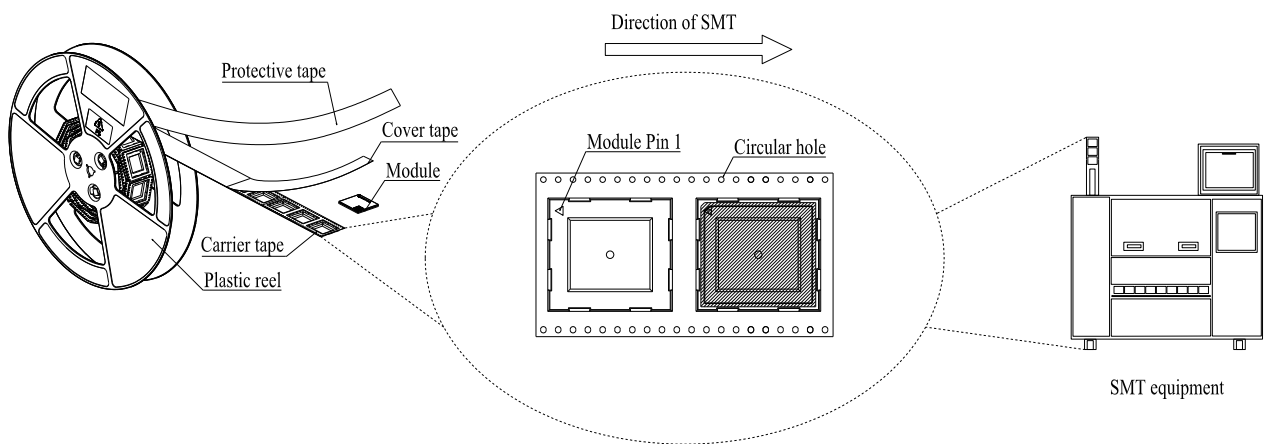 Direction of SMT
Protective tape
Cover tape
Module
Module Pin 1
Circular hole
Carrier tape
Plastic reel
SMT equipment